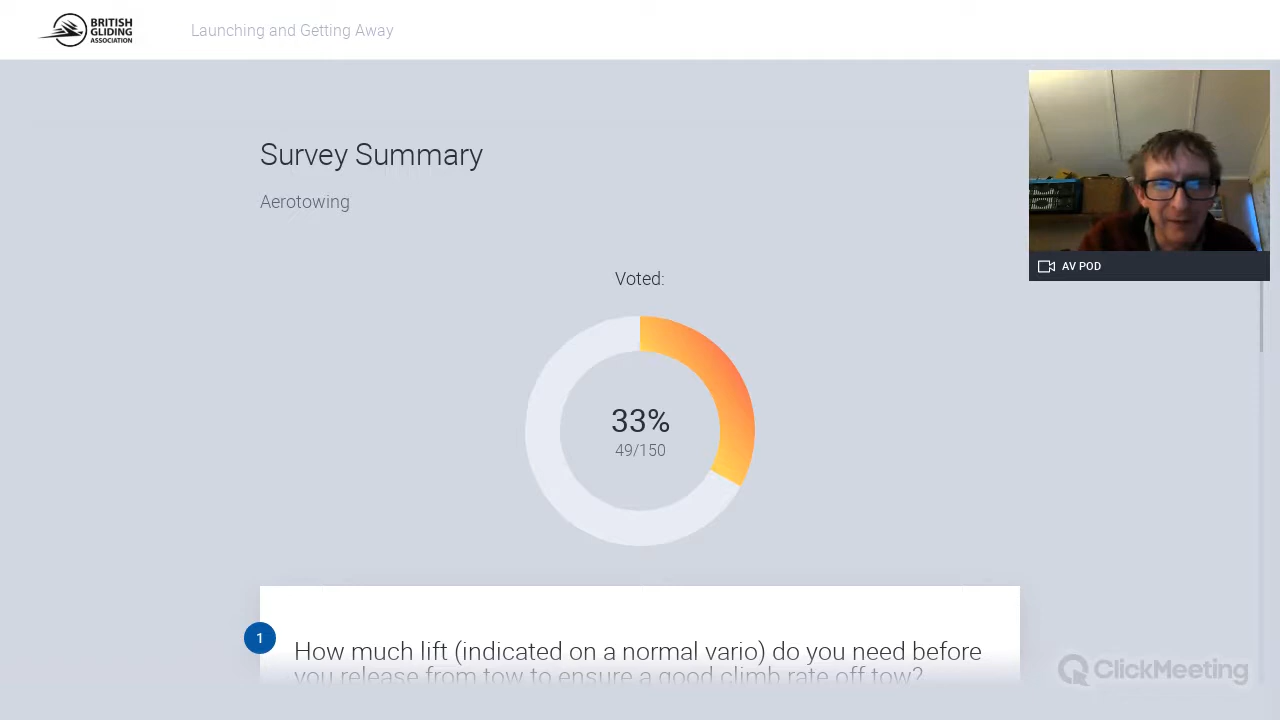 BRITISH
GLIDING
ASSOCIATION
Launching and Getting Away
Survey Summary
Aerotowing
AV POD
Voted:
33%
49/150
1
How much lift (indicated on a normal vario) do you need before
you release from tow to ensure a good climb rate off tow?
ClickMeeting